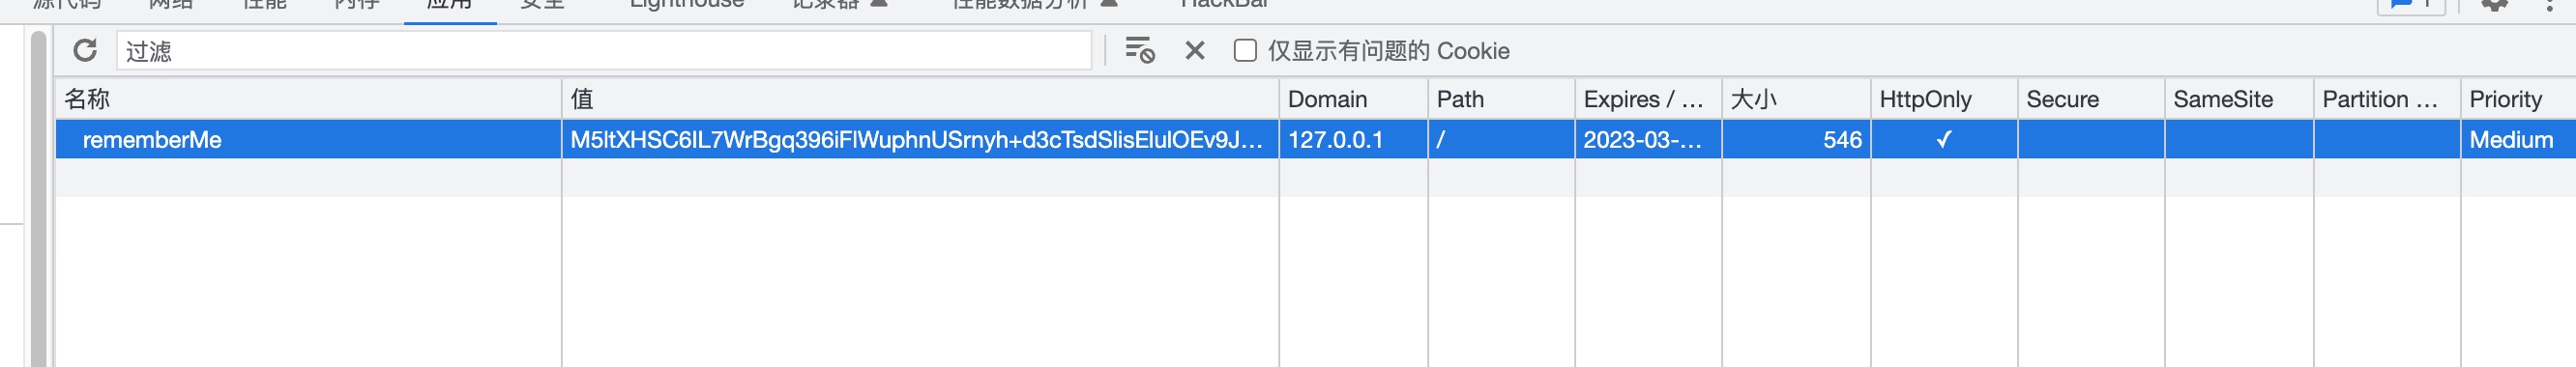 源代码 网络 性能 内存 应用 安全 Lighthouse 记录器 性能数据分析 HackBar 1
过滤 仅显示有问题的 Cookie
名称 值 Domain Path Expires / ... 大小 HttpOnly Secure SameSite Partition ... Priority
rememberMe M5ltXHSC6IL7WrBgq396iFlWuphnUSrnyh+d3cTsdSlisElulOEv9J... 127.0.0.1 / 2023-03-... 546 ✓ Medium